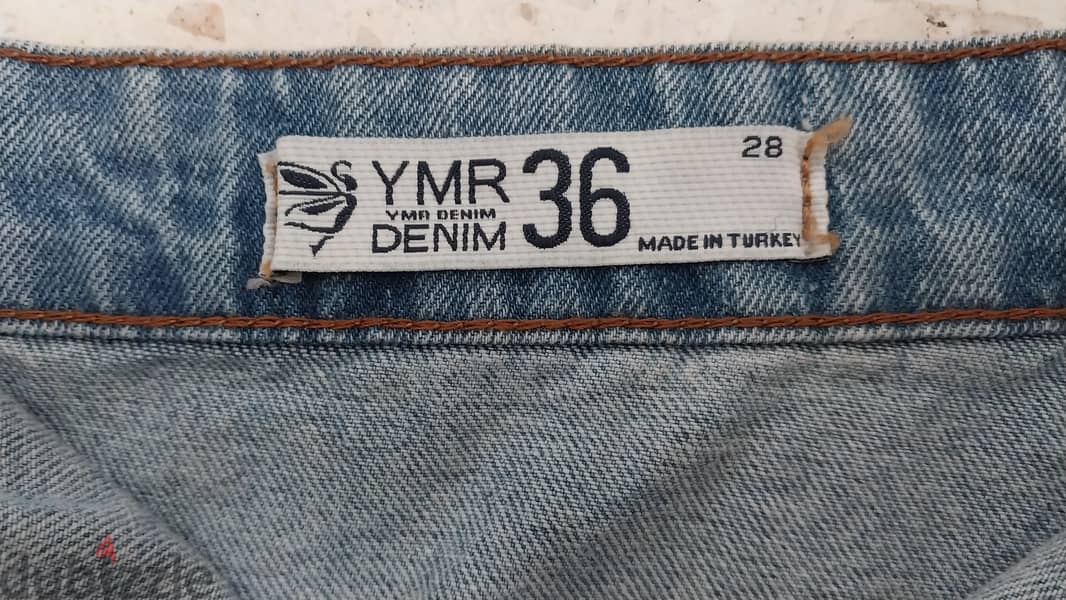 YMR
YMR DENIM
DENIM
36
28
MADE IN TURKEY